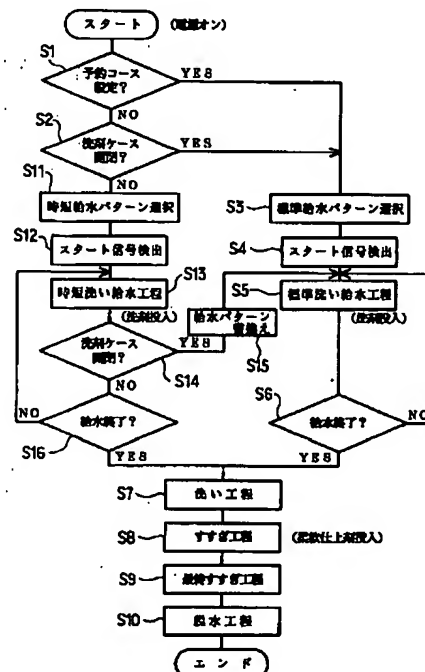 スタート (電源オン)
S1
予約コース
設定?
YES
NO
S2
洗剤ケース
開閉?
YES
NO
S11
時短給水パターン選択
S3
標準給水パターン選択
S12
スタート信号検出
S4
スタート信号検出
S13
時短洗い給水工程
(洗剤投入)
S5
標準洗い給水工程
(洗剤投入)
給水パターン
切換え
S15
洗剤ケース
開閉?
YES
S14
NO
NO
給水終了?
S16
YES
S6
給水終了?
NO
YES
S7
洗い工程
S8
すすぎ工程
(柔軟仕上剤投入)
S9
最終すすぎ工程
S10
脱水工程
エンド